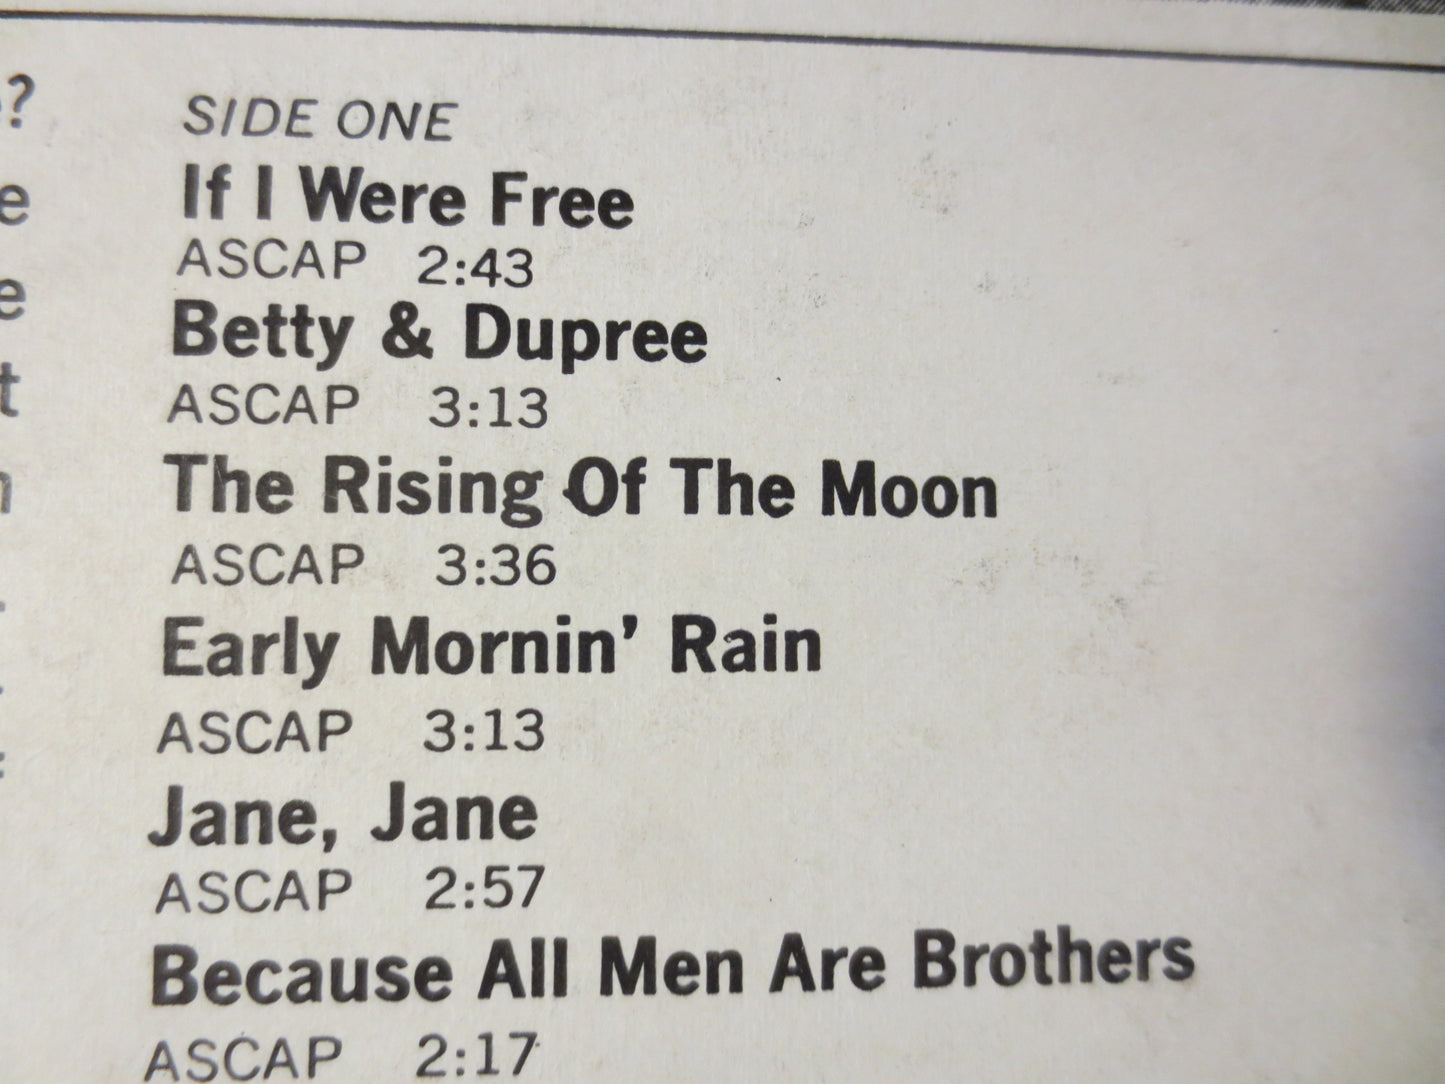 SIDE ONE
If I Were Free
ASCAP 2:43
Betty & Dupree
ASCAP 3:13
The Rising Of The Moon
ASCAP 3:36
Early Mornin' Rain
ASCAP 3:13
Jane, Jane
ASCAP 2:57
Because All Men Are Brothers
ASCAP 2:17